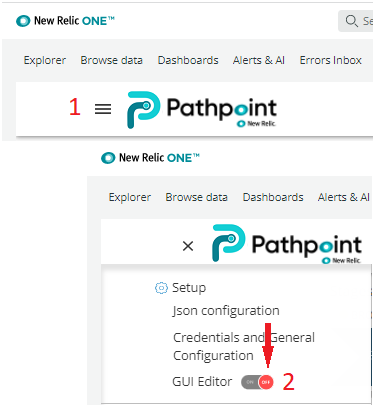 New Relic ONE™
Se
Explorer Browse data Dashboards Alerts & AI Errors Inbox
1 Pathpoint
New Relic.
New Relic ONE™
Explorer Browse data Dashboards Alerts & AI
Pathpoint
New Relic.
Setup
Json configuration
Credentials and General
Configuration
GUI Editor ON OFF 2